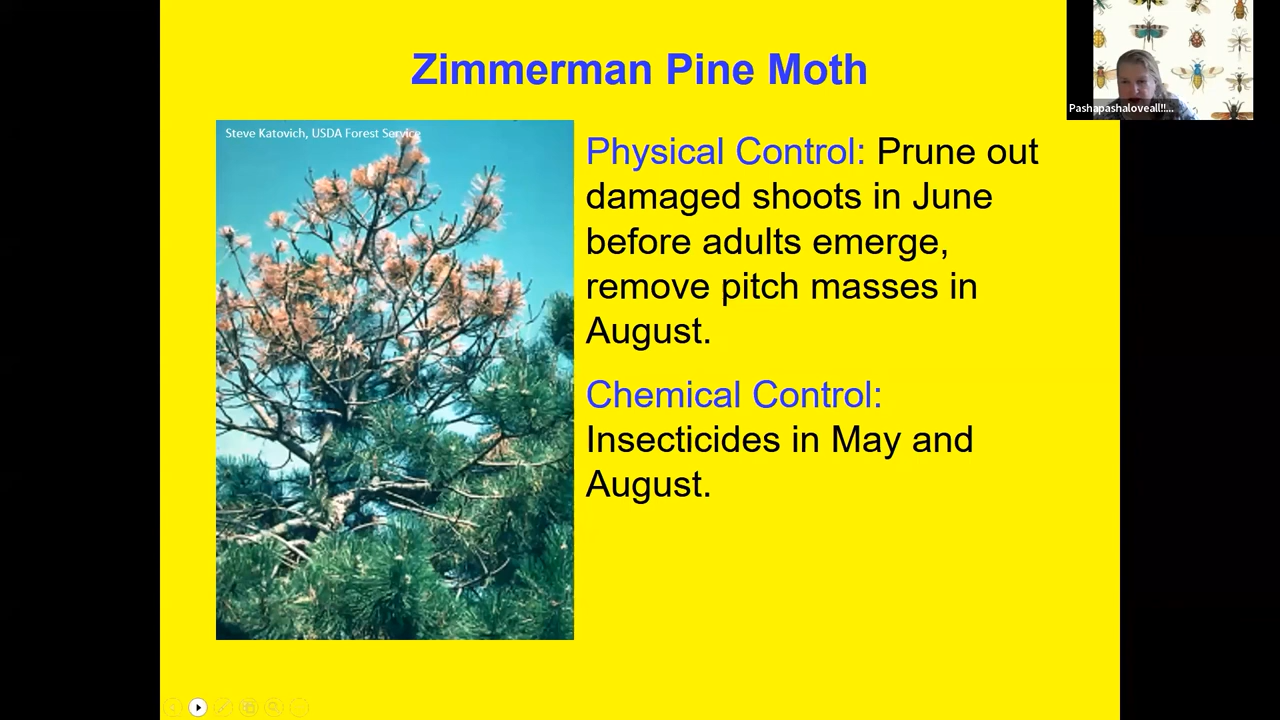 Zimmerman Pine Moth
Steve Katovich, USDA Forest Service
Physical Control: Prune out
damaged shoots in June
before adults emerge,
remove pitch masses in
August.
Chemical Control:
Insecticides in May and
August.
Pashapashaloveall!!...